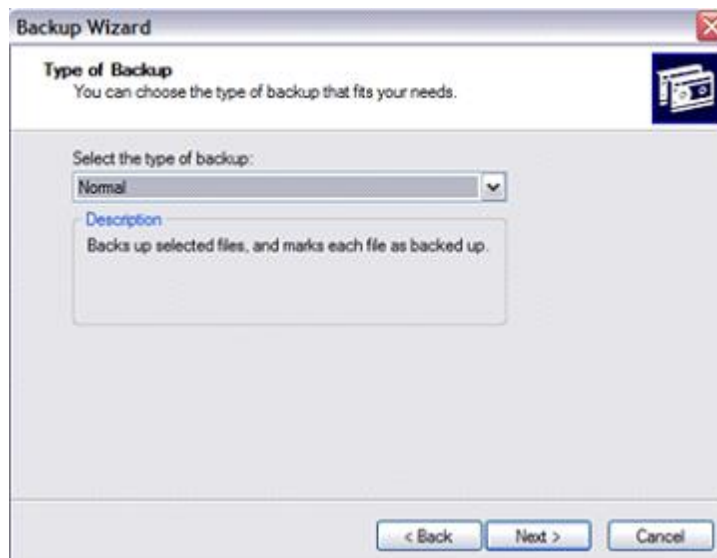 Backup Wizard
Type of Backup
You can choose the type of backup that fits your needs.
Select the type of backup:
Normal
Description
Backs up selected files, and marks each file as backed up.
< Back
Next >
Cancel